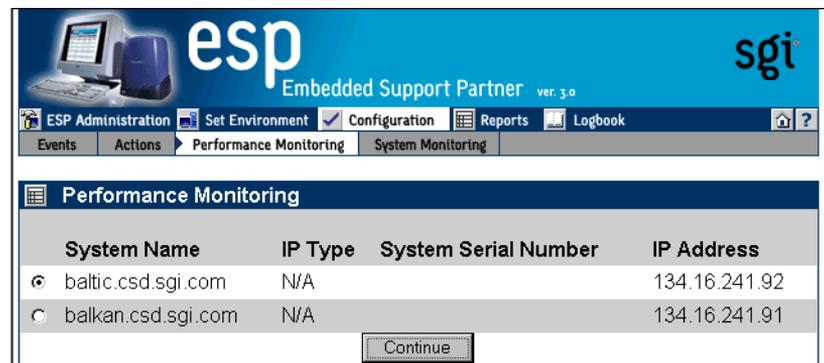 esp
Embedded Support Partner ver. 3.0
sgi
ESP Administration Set Environment Configuration Reports Logbook ?
Events Actions Performance Monitoring System Monitoring
Performance Monitoring
System Name IP Type System Serial Number IP Address
baltic.csd.sgi.com N/A 134.16.241.92
balkan.csd.sgi.com N/A 134.16.241.91
Continue